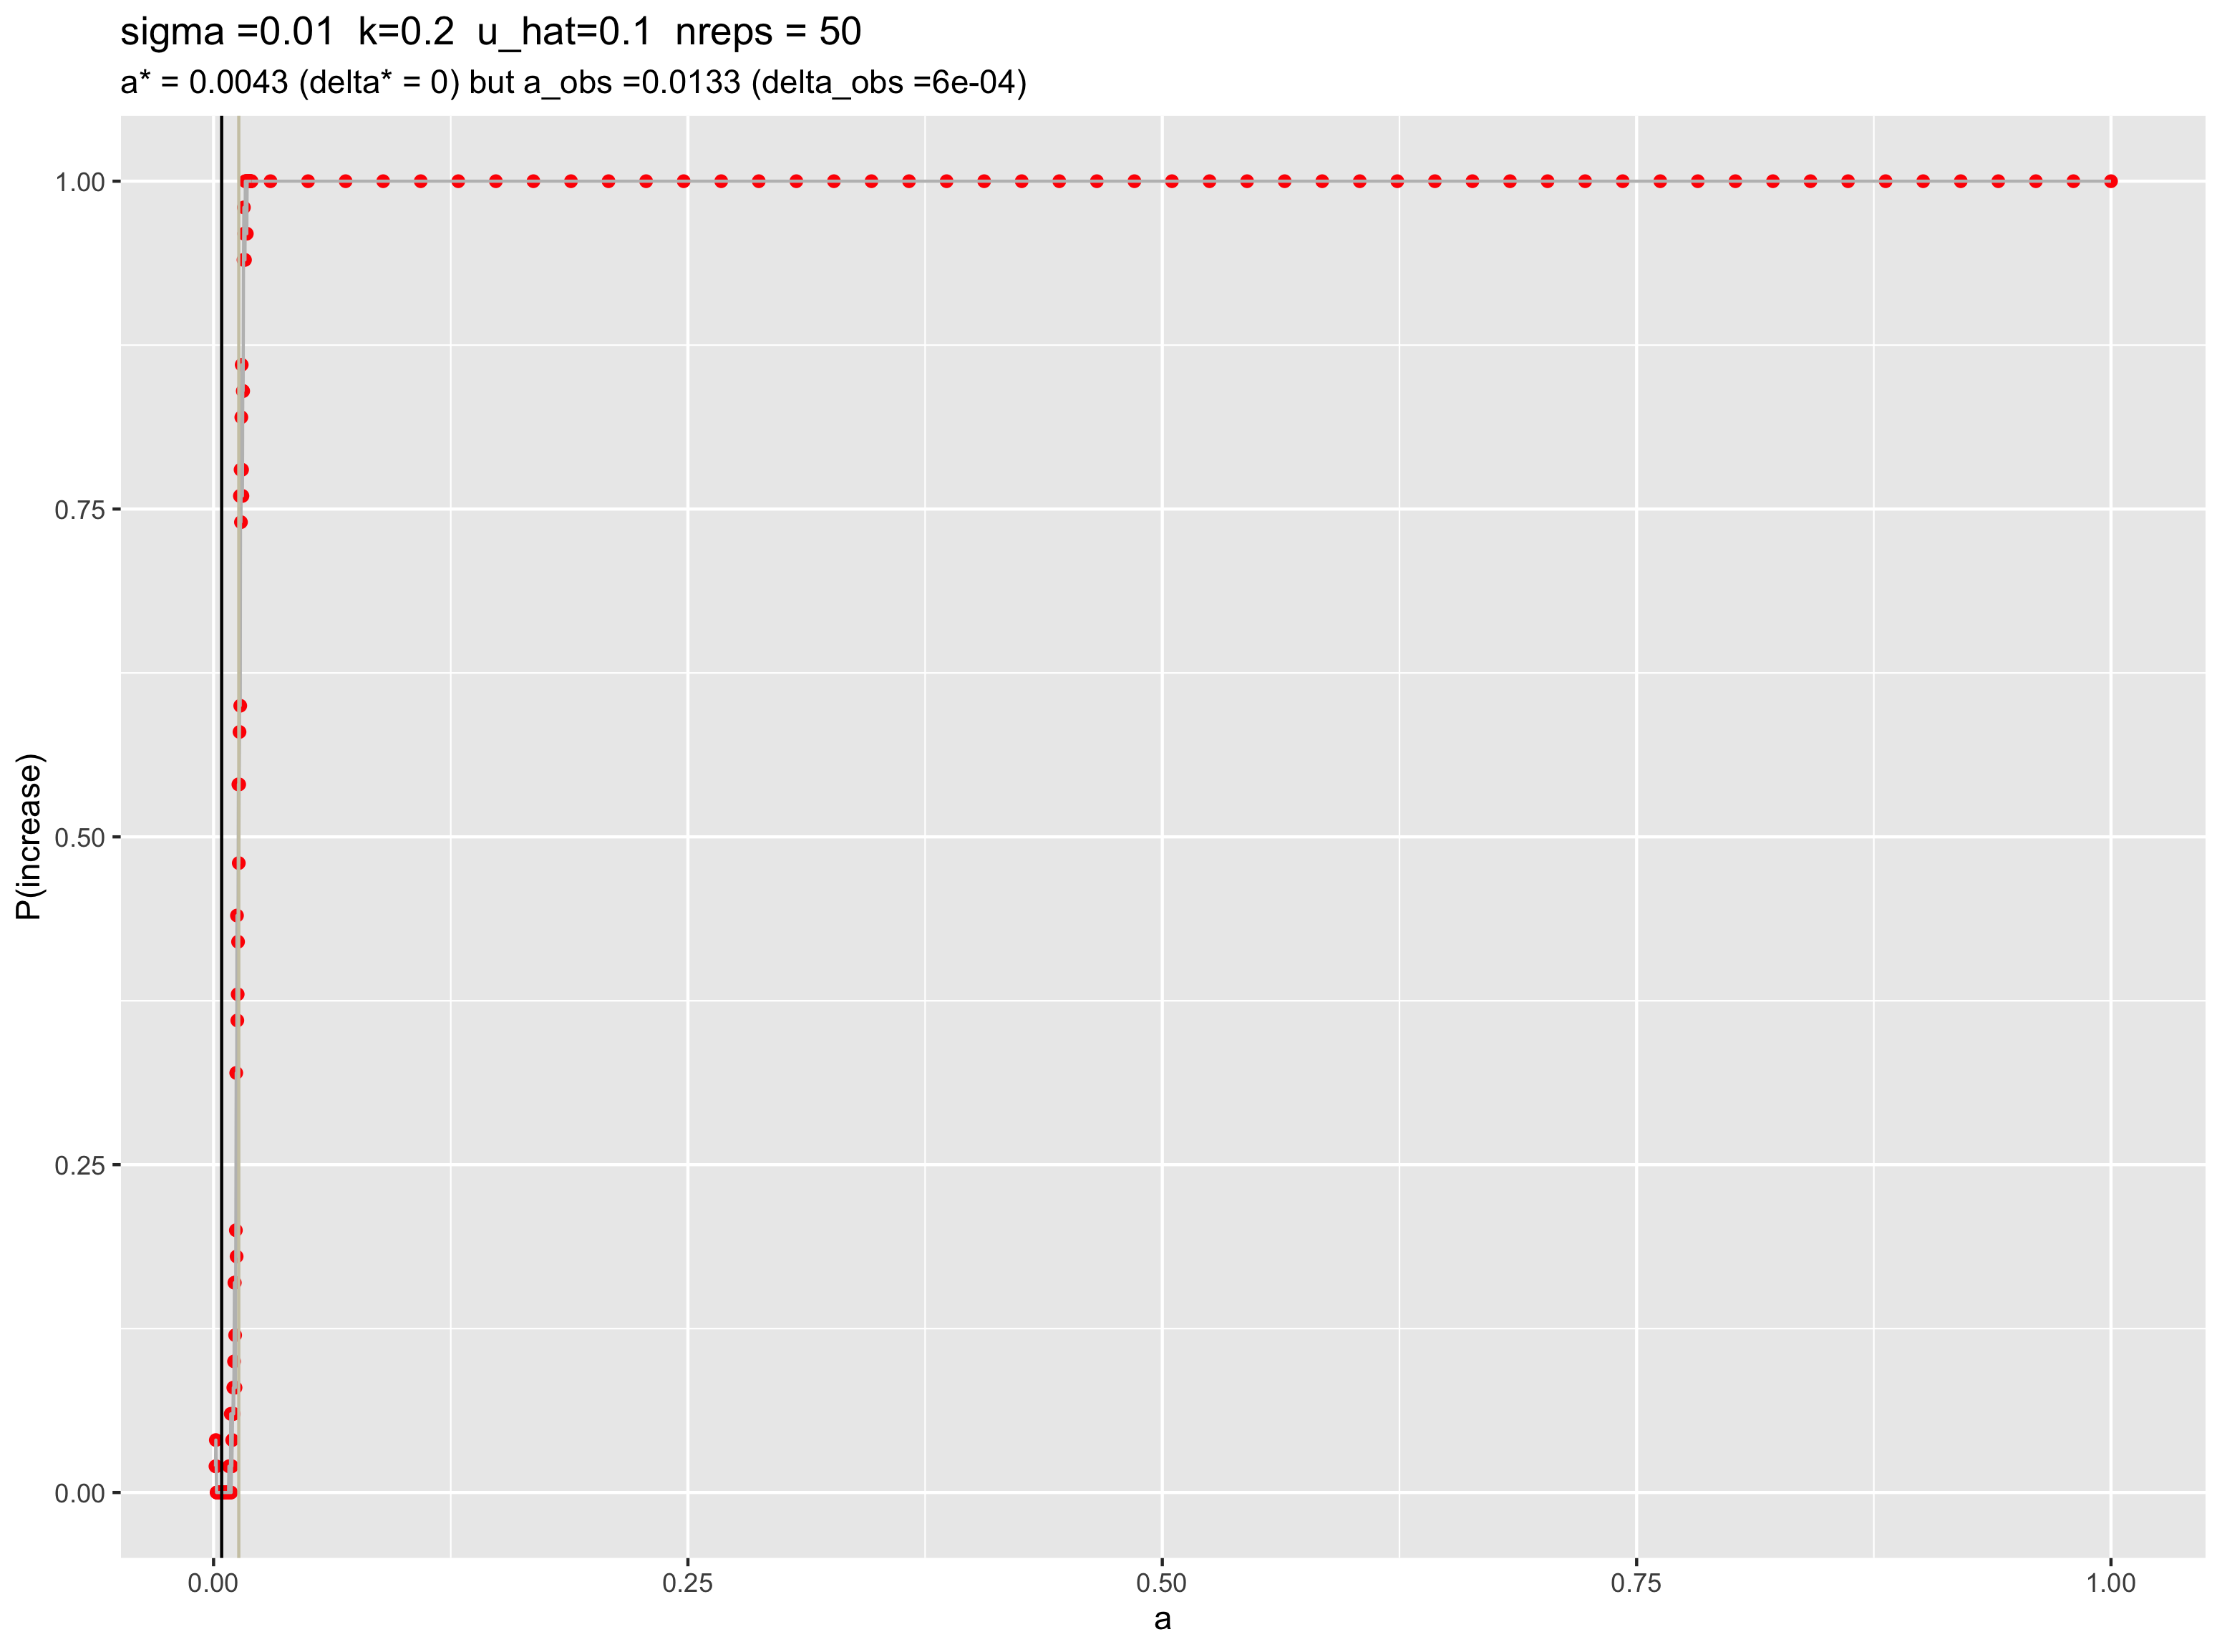 sigma =0.01  k=0.2  u_hat=0.1  nreps = 50
a* = 0.0043 (delta* = 0) but a_obs =0.0133 (delta_obs =6e-04)
1.00
0.75
0.50
0.25
0.00
P(increase)
0.00
0.25
0.50
0.75
1.00
a